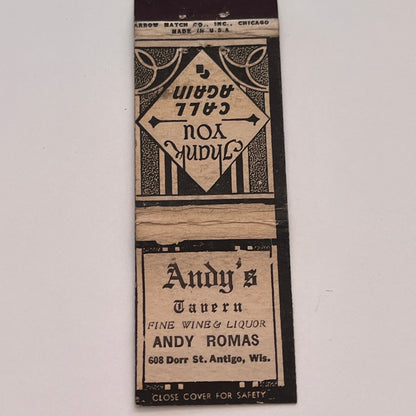 ARROW MATCH CO., INC., CHICAGO
MADE IN U.S.A
Thank
YOU
CALL
AGAIN
Andy's
Tavern
FINE WINE & LIQUOR
ANDY ROMAS
608 Dorr St. Antigo, Wis.
CLOSE COVER FOR SAFETY